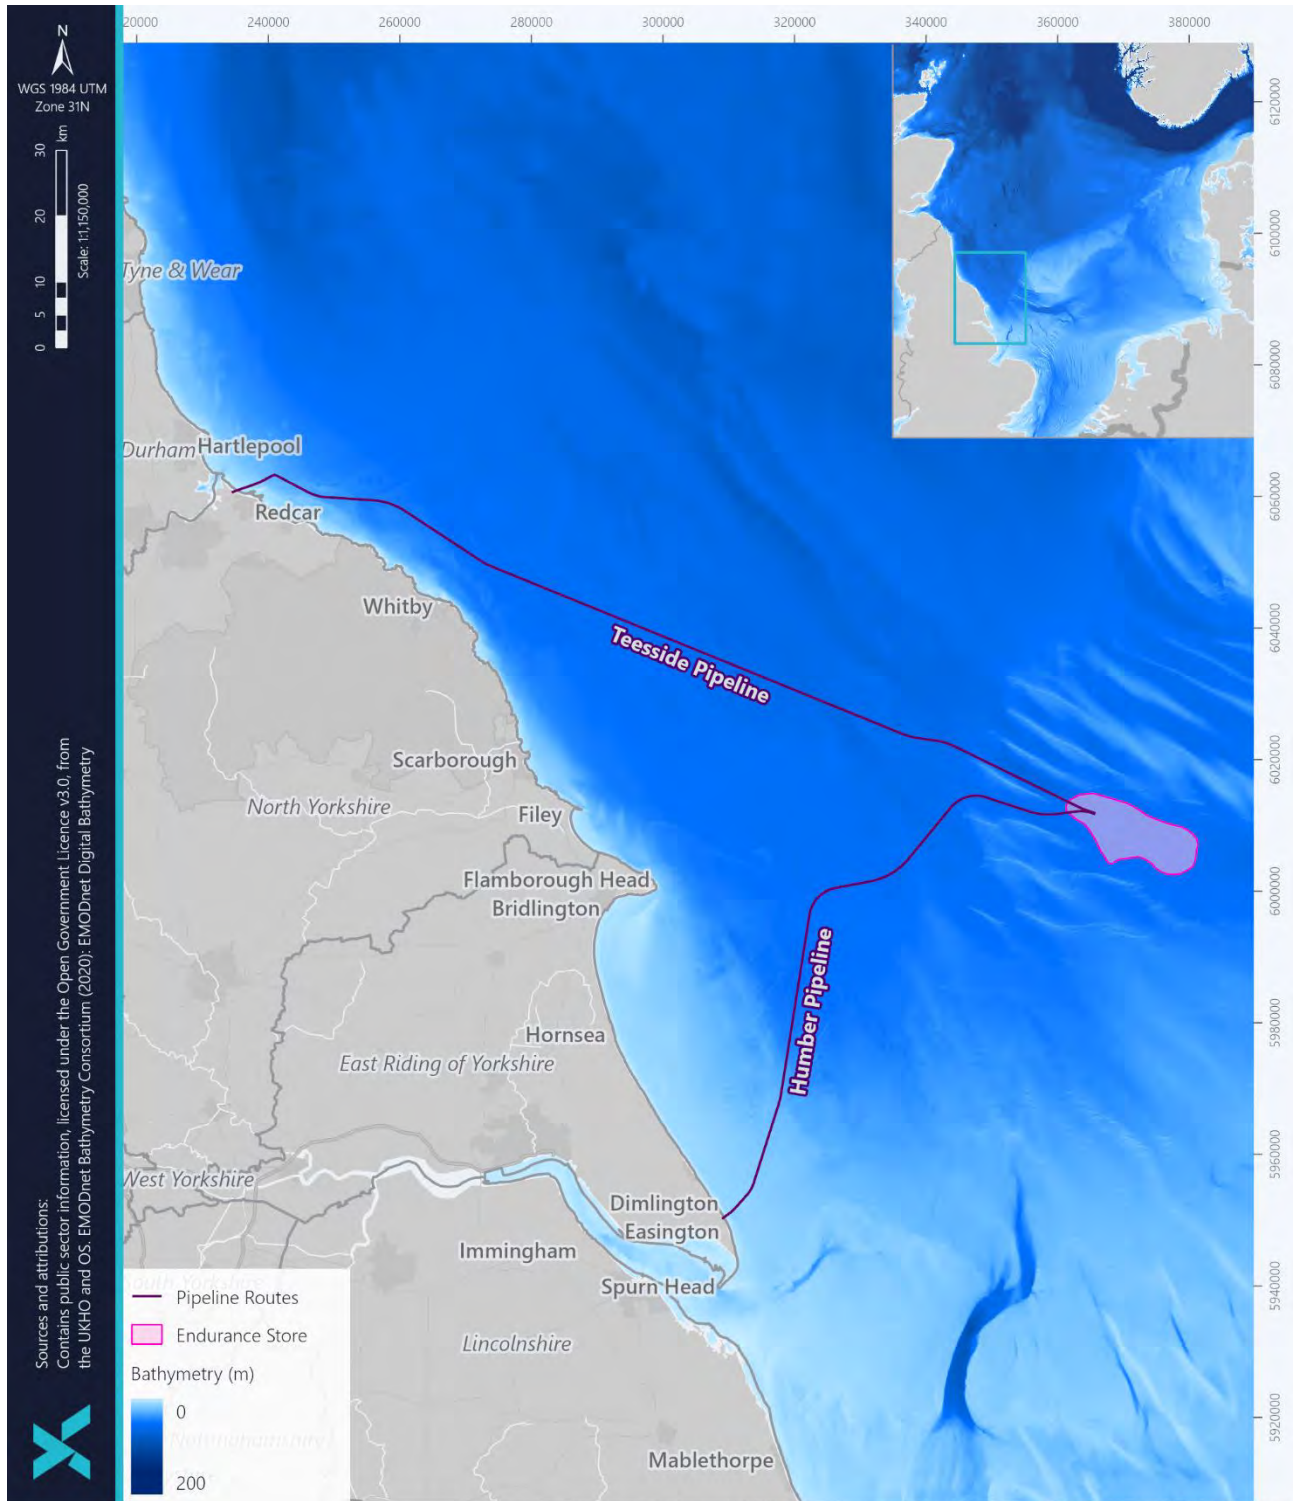 20000 240000 260000 280000 300000 320000 340000 360000 380000
N
WGS 1984 UTM
Zone 31N
km
0 5 10 20 30
Scale: 1:1,150,000
6120000
6100000
6080000
6060000
6040000
6020000
6000000
5980000
5960000
5940000
5920000
Tyne & Wear
Durham
Hartlepool
Redcar
Whitby
Teesside Pipeline
Scarborough
North Yorkshire
Filey
Flamborough Head
Bridlington
Humber Pipeline
Hornsea
East Riding of Yorkshire
West Yorkshire
Dimlington
Easington
Immingham
Spurn Head
Lincolnshire
Mablethorpe
South Yorkshire
Nottinghamshire
Pipeline Routes
Endurance Store
Bathymetry (m)
0
200
Sources and attributions:
Contains public sector information, licensed under the Open Government Licence v3.0, from
the UKHO and OS. EMODnet Bathymetry Consortium (2020): EMODnet Digital Bathymetry